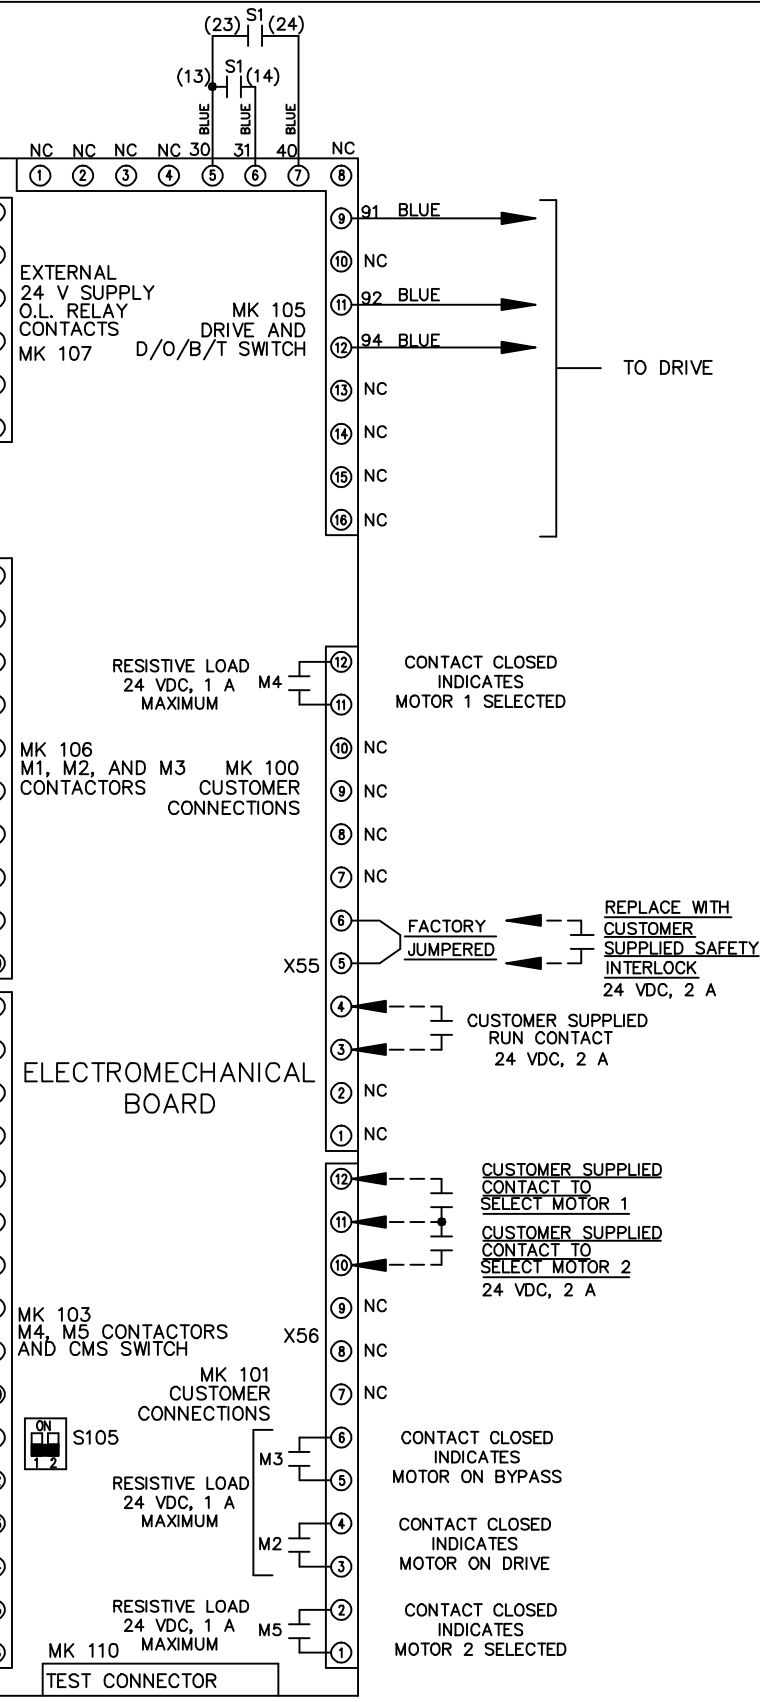 S1
(23) (24)
S1
(13) (14)
BLUE BLUE BLUE
NC NC NC NC 30 31 40 NC
1 2 3 4 5 6 7 8
9 91 BLUE
10 NC
EXTERNAL
24 V SUPPLY
O.L. RELAY
CONTACTS
MK 107
MK 105
DRIVE AND
D/O/B/T SWITCH
11 92 BLUE
12 94 BLUE
TO DRIVE
13 NC
14 NC
15 NC
16 NC
RESISTIVE LOAD
24 VDC, 1 A
MAXIMUM
M4
12
11
CONTACT CLOSED
INDICATES
MOTOR 1 SELECTED
MK 106
M1, M2, AND M3
CONTACTORS
MK 100
CUSTOMER
CONNECTIONS
10 NC
9 NC
8 NC
7 NC
6
5
X55
FACTORY
JUMPERED
REPLACE WITH
CUSTOMER
SUPPLIED SAFETY
INTERLOCK
24 VDC, 2 A
4
3
CUSTOMER SUPPLIED
RUN CONTACT
24 VDC, 2 A
ELECTROMECHANICAL
BOARD
2 NC
1 NC
12
11
10
CUSTOMER SUPPLIED
CONTACT TO
SELECT MOTOR 1
CUSTOMER SUPPLIED
CONTACT TO
SELECT MOTOR 2
24 VDC, 2 A
MK 103
M4, M5 CONTACTORS
AND CMS SWITCH
X56
9 NC
8 NC
7 NC
MK 101
CUSTOMER
CONNECTIONS
ON
1 2
S105
M3
6
5
CONTACT CLOSED
INDICATES
MOTOR ON BYPASS
RESISTIVE LOAD
24 VDC, 1 A
MAXIMUM
M2
4
3
CONTACT CLOSED
INDICATES
MOTOR ON DRIVE
RESISTIVE LOAD
24 VDC, 1 A
MAXIMUM
M5
2
1
CONTACT CLOSED
INDICATES
MOTOR 2 SELECTED
MK 110
TEST CONNECTOR